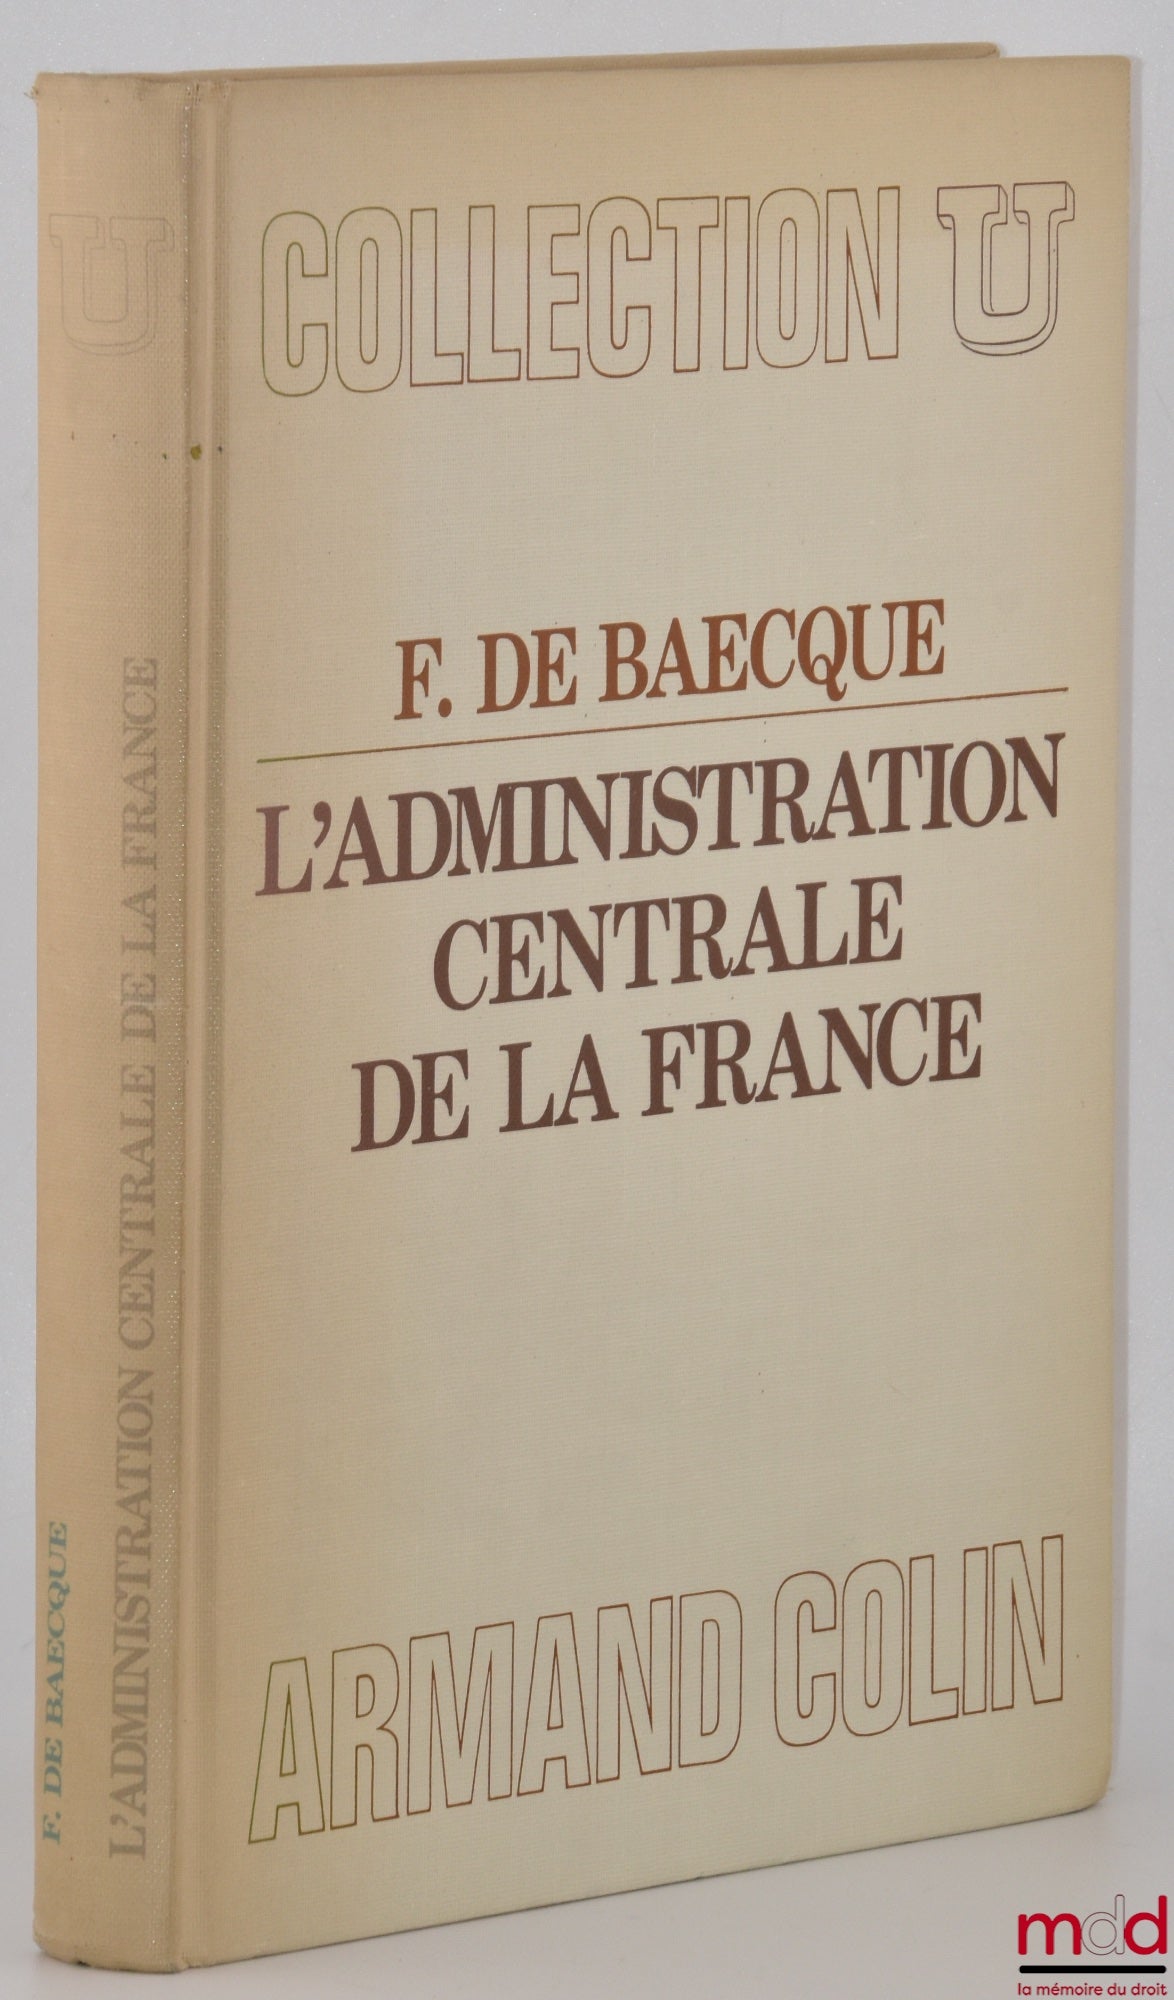 COLLECTION U
F. DE BAECQUE
L'ADMINISTRATION
CENTRALE
DE LA FRANCE
ARMAND COLIN
U
F. DE BAECQUE
L'ADMINISTRATION CENTRALE DE LA FRANCE
mdd
la mémoire du droit